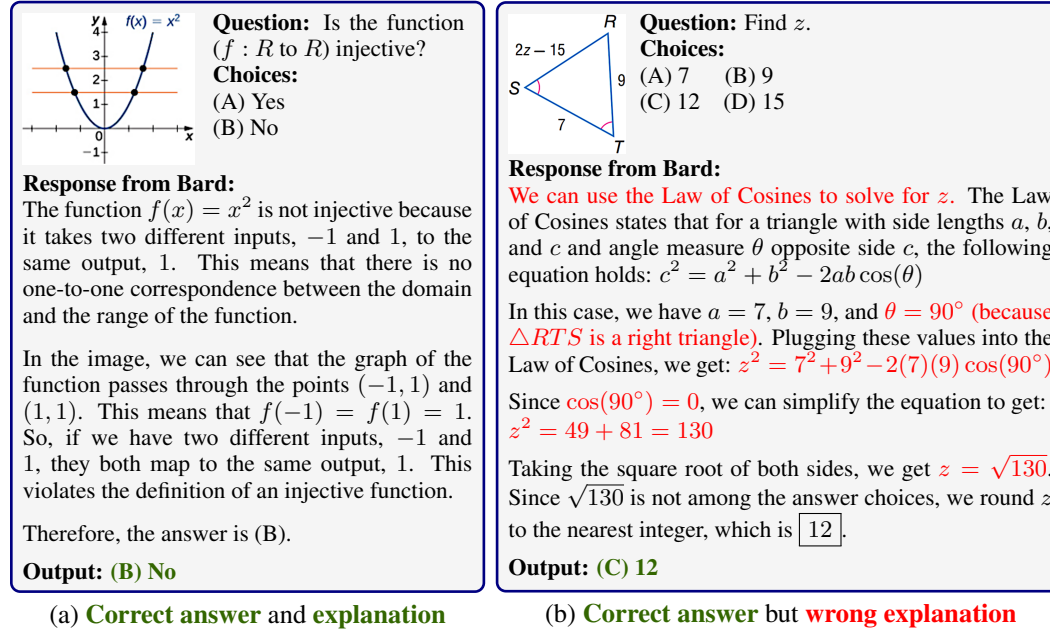 y
f(x) = x²
4
3
2
1
0
x
−1
Question: Is the function
(f : R to R) injective?
Choices:
(A) Yes
(B) No
Response from Bard:
The function f(x) = x² is not injective because
it takes two different inputs, −1 and 1, to the
same output, 1. This means that there is no
one-to-one correspondence between the domain
and the range of the function.
In the image, we can see that the graph of the
function passes through the points (−1, 1) and
(1, 1). This means that f(−1) = f(1) = 1.
So, if we have two different inputs, −1 and
1, they both map to the same output, 1. This
violates the definition of an injective function.
Therefore, the answer is (B).
Output: (B) No
(a) Correct answer and explanation
R
2z – 15
9
S
7
T
Question: Find z.
Choices:
(A) 7 (B) 9
(C) 12 (D) 15
Response from Bard:
We can use the Law of Cosines to solve for z. The Law
of Cosines states that for a triangle with side lengths a, b,
and c and angle measure θ opposite side c, the following
equation holds: c² = a² + b² − 2ab cos(θ)
In this case, we have a = 7, b = 9, and θ = 90° (because
△RTS is a right triangle). Plugging these values into the
Law of Cosines, we get: z² = 7²+9²−2(7)(9) cos(90°)
Since cos(90°) = 0, we can simplify the equation to get:
z² = 49 + 81 = 130
Taking the square root of both sides, we get z = √130.
Since √130 is not among the answer choices, we round z
to the nearest integer, which is 12.
Output: (C) 12
(b) Correct answer but wrong explanation